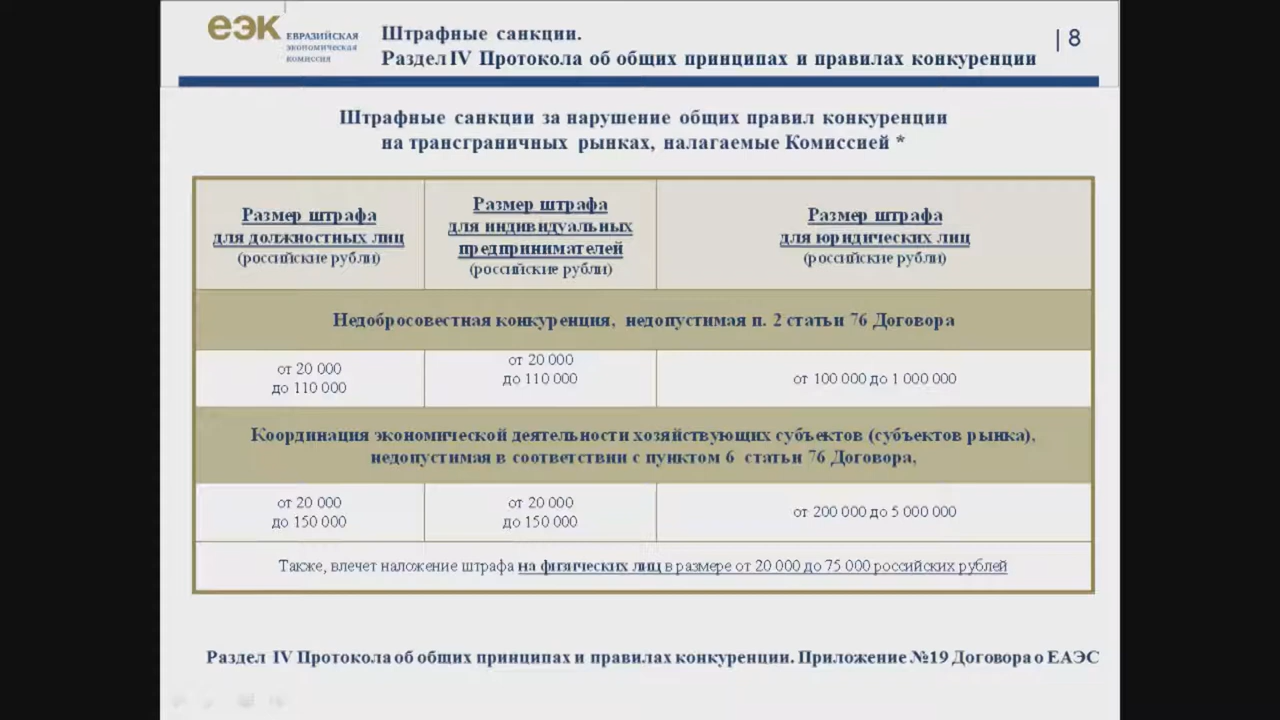 еэк ЕВРАЗИЙСКАЯ
ЭКОНОМИЧЕСКАЯ
КОМИССИЯ
Штрафные санкции.
Раздел IV Протокола об общих принципах и правилах конкуренции
| 8
Штрафные санкции за нарушение общих правил конкуренции
на трансграничных рынках, налагаемые Комиссией *
Размер штрафа
для должностных лиц
(российские рубли)
Размер штрафа
для индивидуальных
предпринимателей
(российские рубли)
Размер штрафа
для юридических лиц
(российские рубли)
Недобросовестная конкуренция, недопустимая п. 2 статьи 76 Договора
от 20 000
до 110 000
от 20 000
до 110 000
от 100 000 до 1 000 000
Координация экономической деятельности хозяйствующих субъектов (субъектов рынка),
недопустимая в соответствии с пунктом 6 статьи 76 Договора,
от 20 000
до 150 000
от 20 000
до 150 000
от 200 000 до 5 000 000
Также, влечет наложение штрафа на физических лиц в размере от 20 000 до 75 000 российских рублей
Раздел IV Протокола об общих принципах и правилах конкуренции. Приложение №19 Договора о ЕАЭС